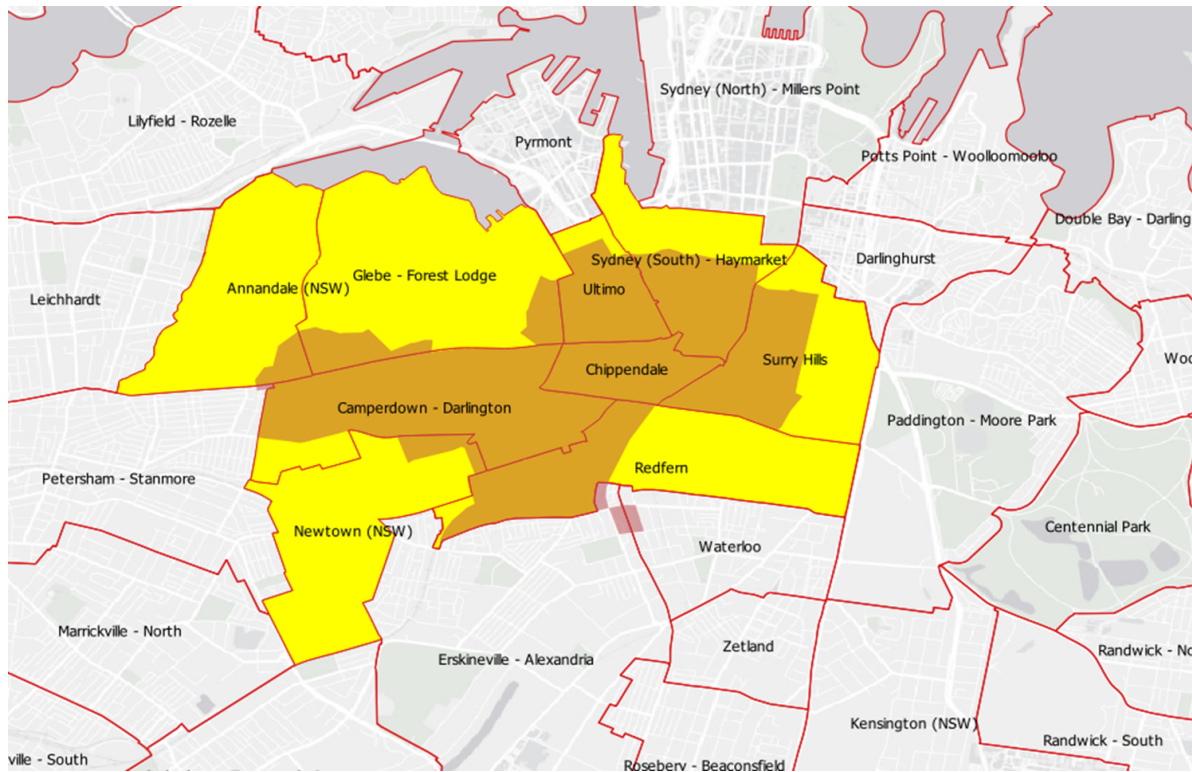 Sydney (North) - Millers Point
Lilyfield - Rozelle
Pyrmont
Potts Point - Woolloomooloo
Double Bay - Darling
Darlinghurst
Sydney (South) - Haymarket
Glebe - Forest Lodge
Annandale (NSW)
Ultimo
Leichhardt
Surry Hills
Woo
Chippendale
Camperdown - Darlington
Paddington - Moore Park
Redfern
Petersham - Stanmore
Centennial Park
Newtown (NSW)
Waterloo
Marrickville - North
Zetland
Randwick - No
Erskineville - Alexandria
Kensington (NSW)
Randwick - South
ville - South
Rosebery - Beaconsfield